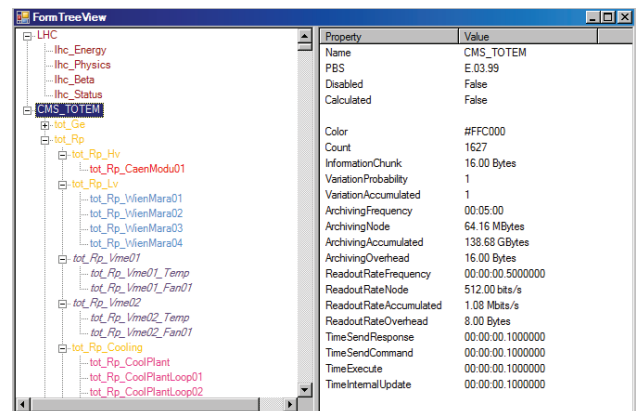 FormTreeView
LHC
lhc_Energy
lhc_Physics
lhc_Beta
lhc_Status
CMS_TOTEM
tot_Ge
tot_Rp
tot_Rp_Hv
tot_Rp_CaenModu01
tot_Rp_Lv
tot_Rp_WienMara01
tot_Rp_WienMara02
tot_Rp_WienMara03
tot_Rp_WienMara04
tot_Rp_Vme01
tot_Rp_Vme01_Temp
tot_Rp_Vme01_Fan01
tot_Rp_Vme02
tot_Rp_Vme02_Temp
tot_Rp_Vme02_Fan01
tot_Rp_Cooling
tot_Rp_CoolPlant
tot_Rp_CoolPlantLoop01
tot_Rp_CoolPlantLoop02
Property Value
Name CMS_TOTEM
PBS E.03.99
Disabled False
Calculated False
Color #FFC000
Count 1627
InformationChunk 16.00 Bytes
VariationProbability 1
VariationAccumulated 1
ArchivingFrequency 00:05:00
ArchivingNode 64.16 MBytes
ArchivingAccumulated 138.68 GBytes
ArchivingOverhead 16.00 Bytes
ReadoutRateFrequency 00:00:00.5000000
ReadoutRateNode 512.00 bits/s
ReadoutRateAccumulated 1.08 Mbits/s
ReadoutRateOverhead 8.00 Bytes
TimeSendResponse 00:00:00.1000000
TimeSendCommand 00:00:00.1000000
TimeExecute 00:00:00.1000000
TimeInternalUpdate 00:00:00.1000000